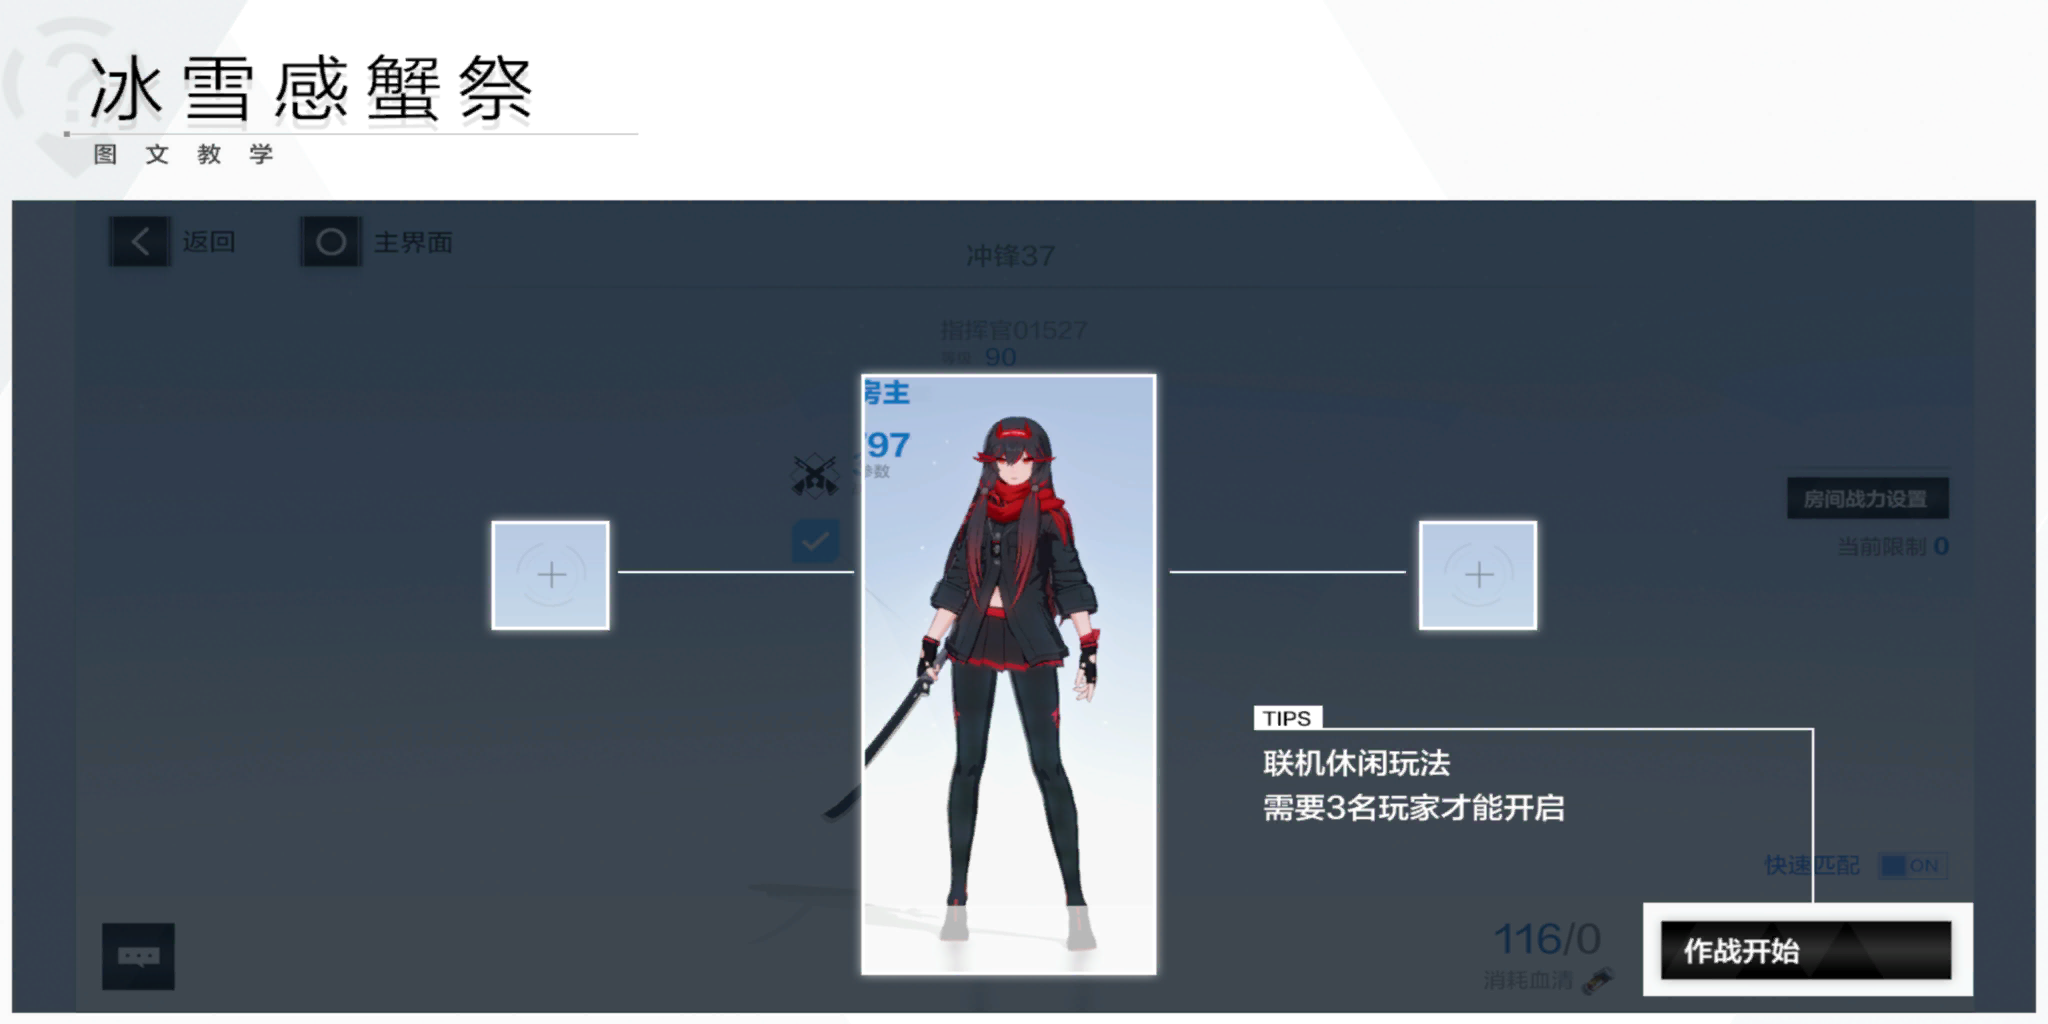 冰雪感蟹祭
图文教学
返回
主界面
冲锋37
指挥官01527
等级 90
房主
97
参数
房间战力设置
当前限制 0
TIPS
联机休闲玩法
需要3名玩家才能开启
快速匹配 ON
116/0
消耗血清
作战开始